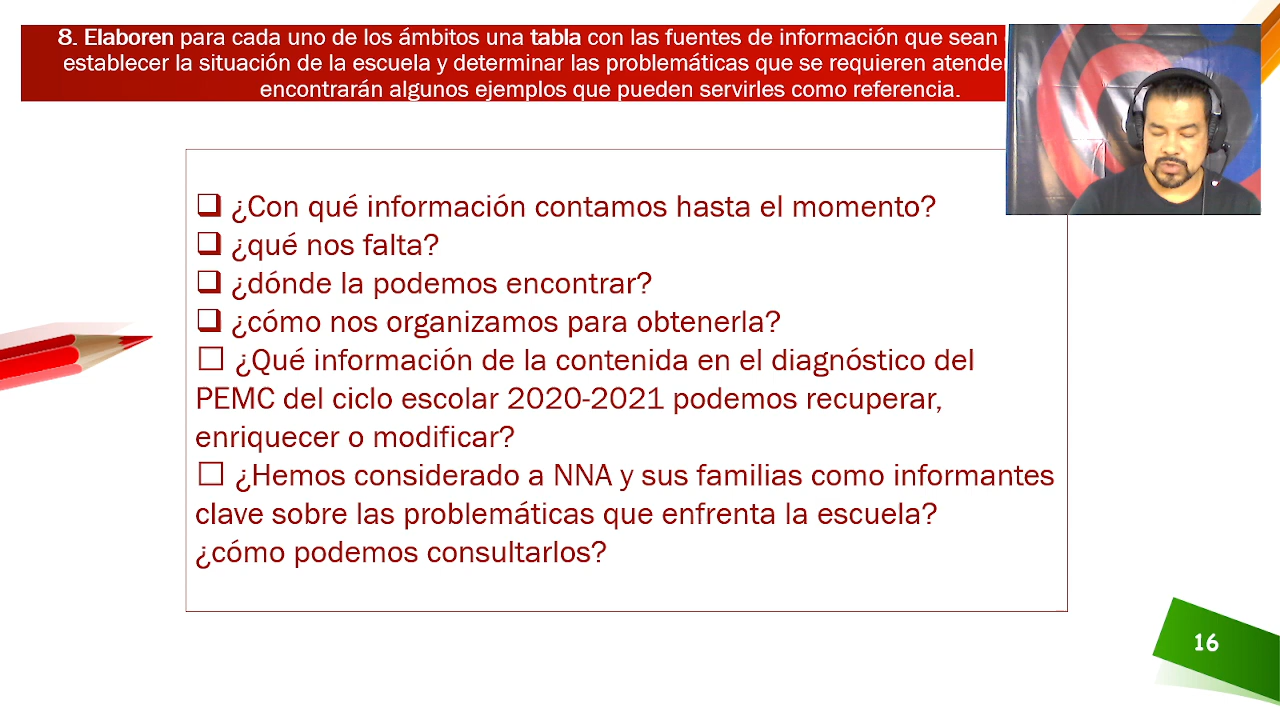 8. Elaboren para cada uno de los ámbitos una tabla con las fuentes de información que sean
establecer la situación de la escuela y determinar las problemáticas que se requieren atender
encontrarán algunos ejemplos que pueden servirles como referencia.
❑ ¿Con qué información contamos hasta el momento?
❑ ¿qué nos falta?
❑ ¿dónde la podemos encontrar?
❑ ¿cómo nos organizamos para obtenerla?
☐ ¿Qué información de la contenida en el diagnóstico del
PEMC del ciclo escolar 2020-2021 podemos recuperar,
enriquecer o modificar?
☐ ¿Hemos considerado a NNA y sus familias como informantes
clave sobre las problemáticas que enfrenta la escuela?
¿cómo podemos consultarlos?
16